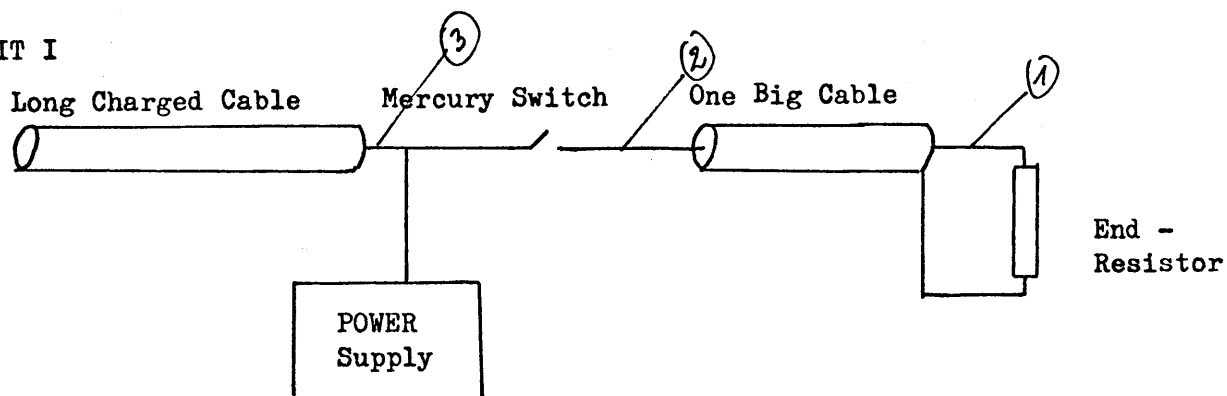 IT I
3
2
1
Long Charged Cable
Mercury Switch
One Big Cable
End -
Resistor
POWER
Supply